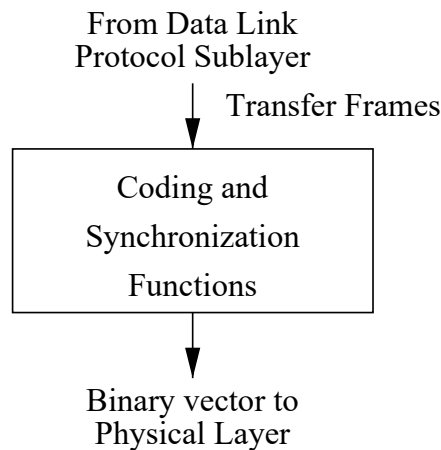 From Data Link
Protocol Sublayer
Transfer Frames
Coding and
Synchronization
Functions
Binary vector to
Physical Layer